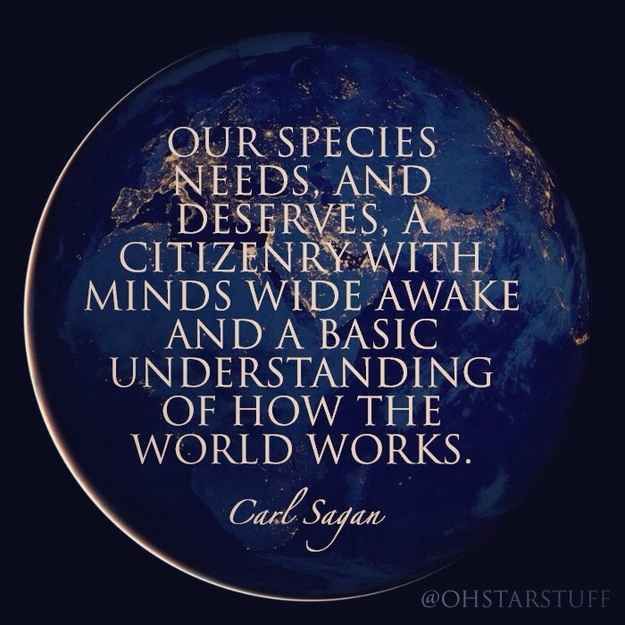 OUR SPECIES
NEEDS, AND
DESERVES, A
CITIZENRY WITH
MINDS WIDE AWAKE
AND A BASIC
UNDERSTANDING
OF HOW THE
WORLD WORKS.
Carl Sagan
@OHSTARSTUFF